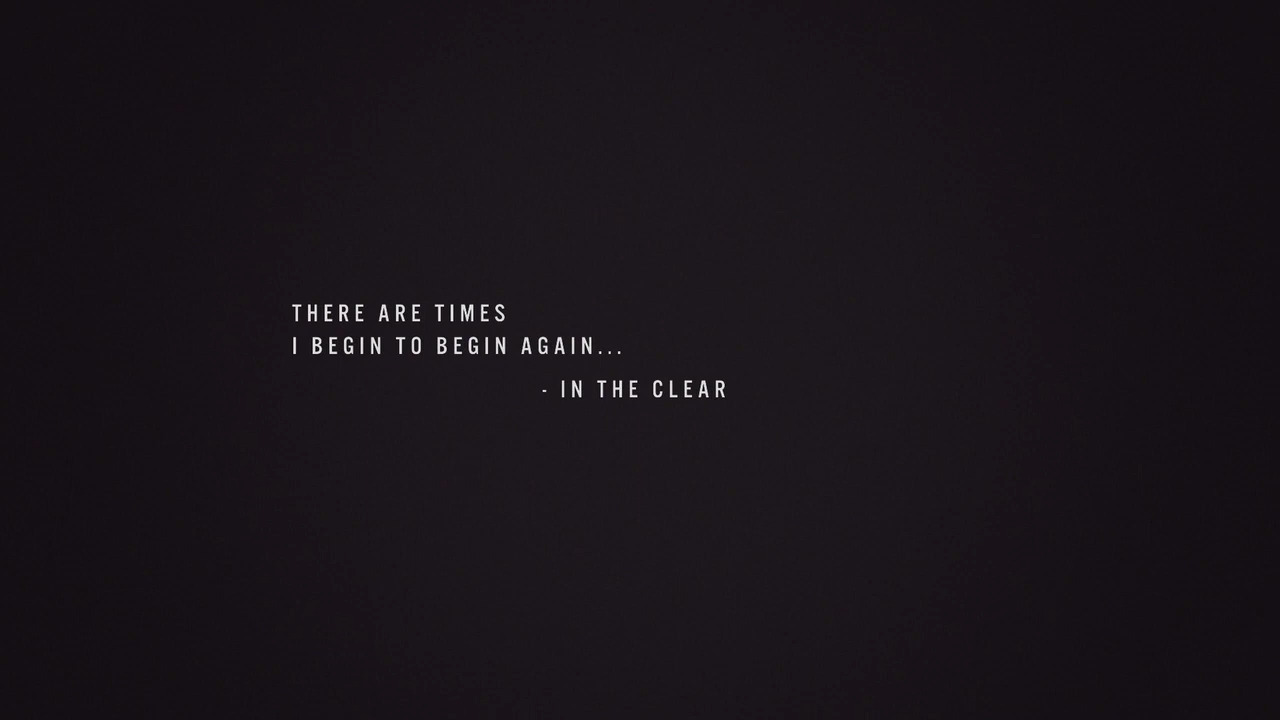 THERE ARE TIMES
I BEGIN TO BEGIN AGAIN...
- IN THE CLEAR